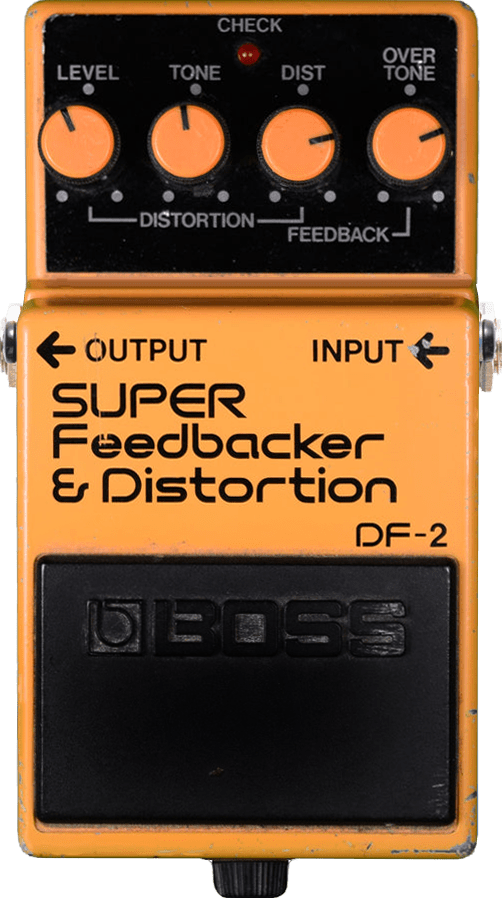 CHECK
LEVEL TONE DIST OVER TONE
DISTORTION
FEEDBACK
OUTPUT INPUT
SUPER
Feedbacker
& Distortion
DF-2
BOSS